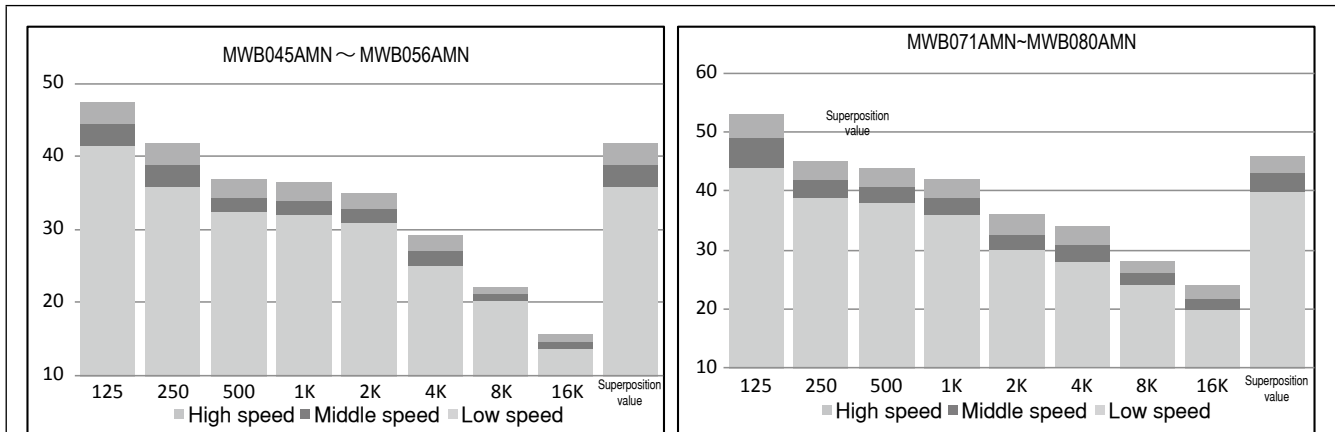 MWB045AMN～MWB056AMN
50
40
30
20
10
125 250 500 1K 2K 4K 8K 16K Superposition value
High speed Middle speed Low speed
MWB071AMN~MWB080AMN
60
Superposition
value
50
40
30
20
10
125 250 500 1K 2K 4K 8K 16K Superposition value
High speed Middle speed Low speed